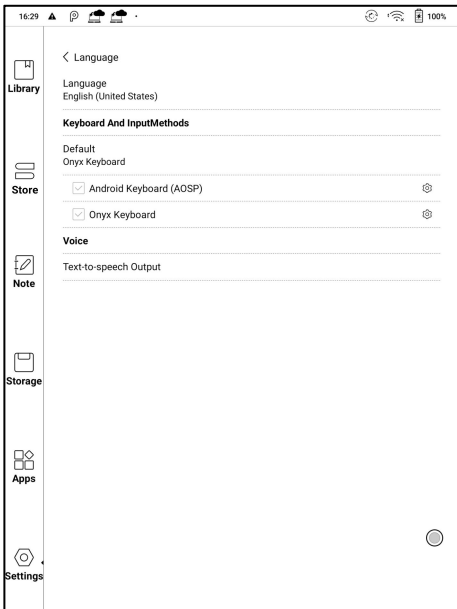 16:29
100%
Language
Language
English (United States)
Keyboard And InputMethods
Default
Onyx Keyboard
Android Keyboard (AOSP)
Onyx Keyboard
Voice
Text-to-speech Output
Library
Store
Note
Storage
Apps
Settings